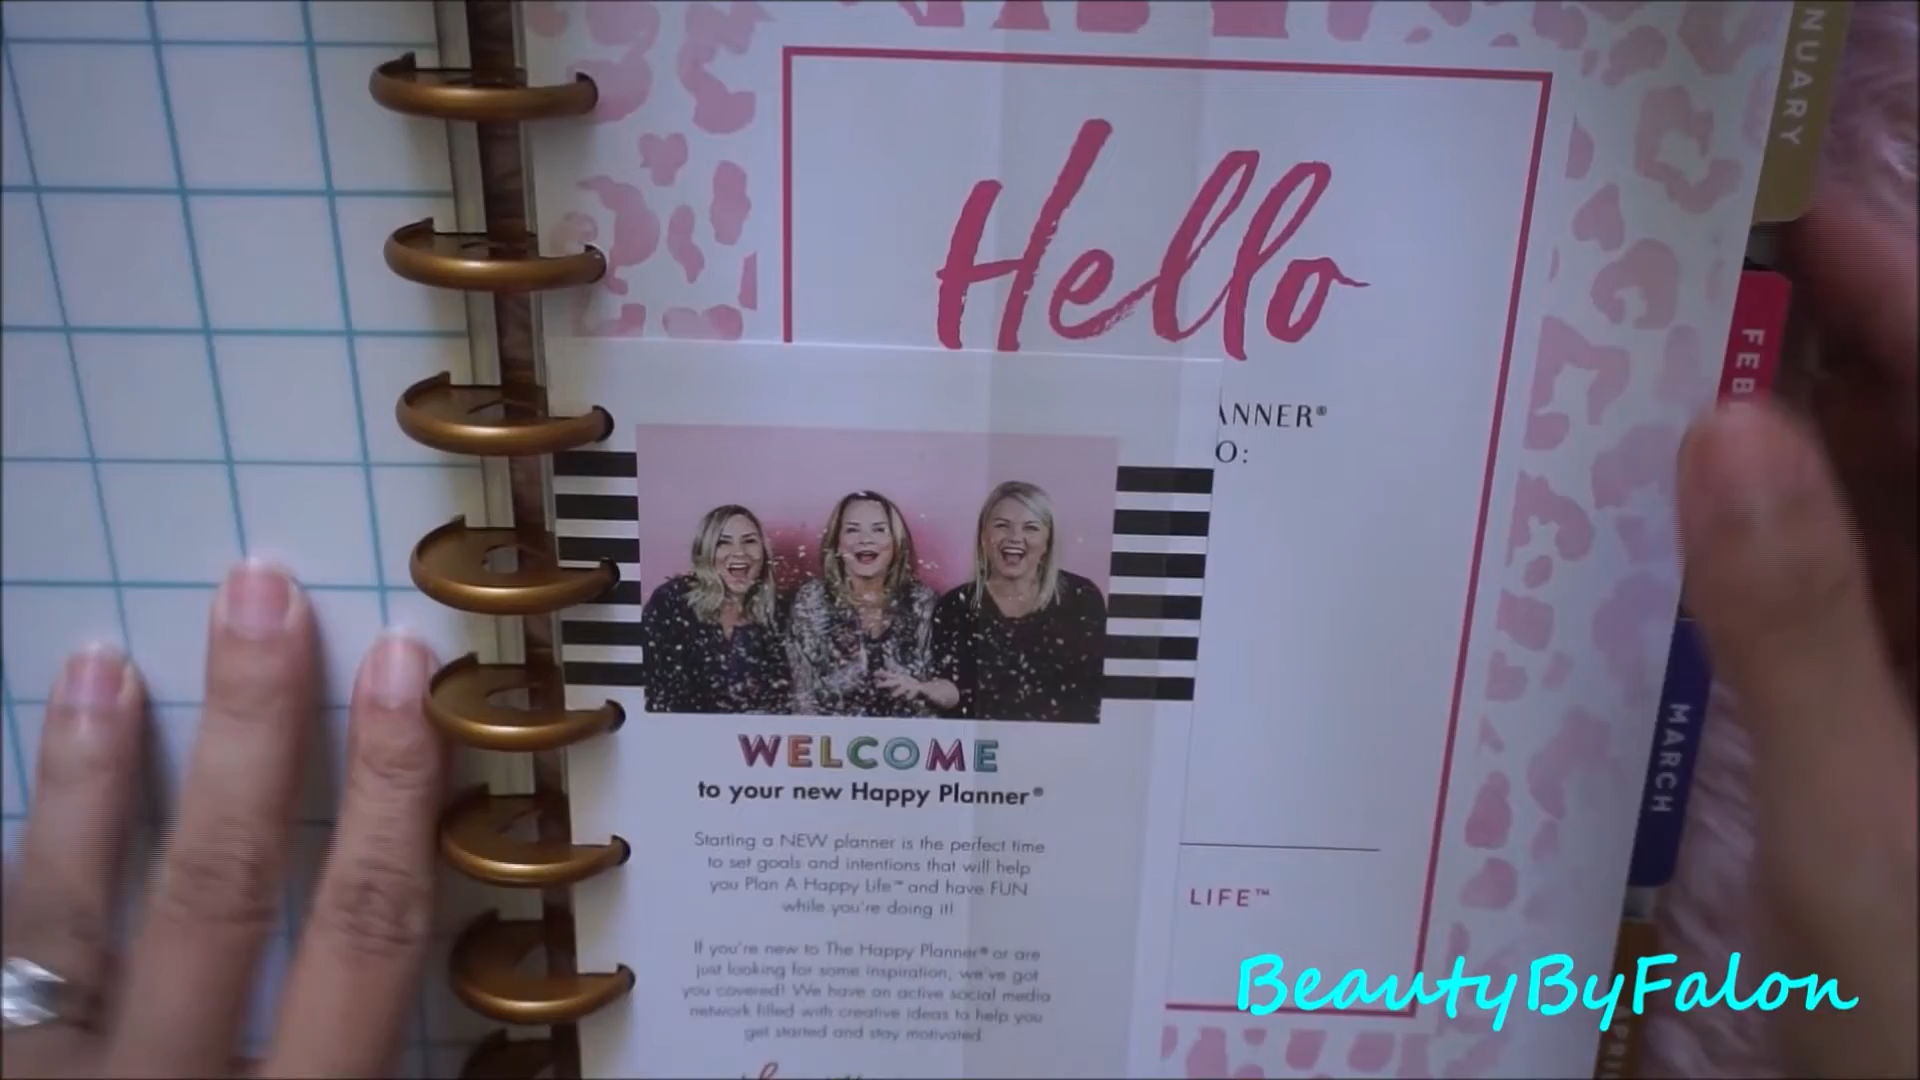 Hello
ANNER®
O:
WELCOME
to your new Happy Planner®
Starting a NEW planner is the perfect time
to set goals and intentions that will help
you Plan A Happy Life™ and have FUN
while you're doing it!
If you're new to The Happy Planner® or are
just looking for some inspiration, we've got
you covered! We have an active social media
network filled with creative ideas to help you
get started and stay motivated.
LIFE™
NUARY
FEB
MARCH
PRIL
BeautyByFalon